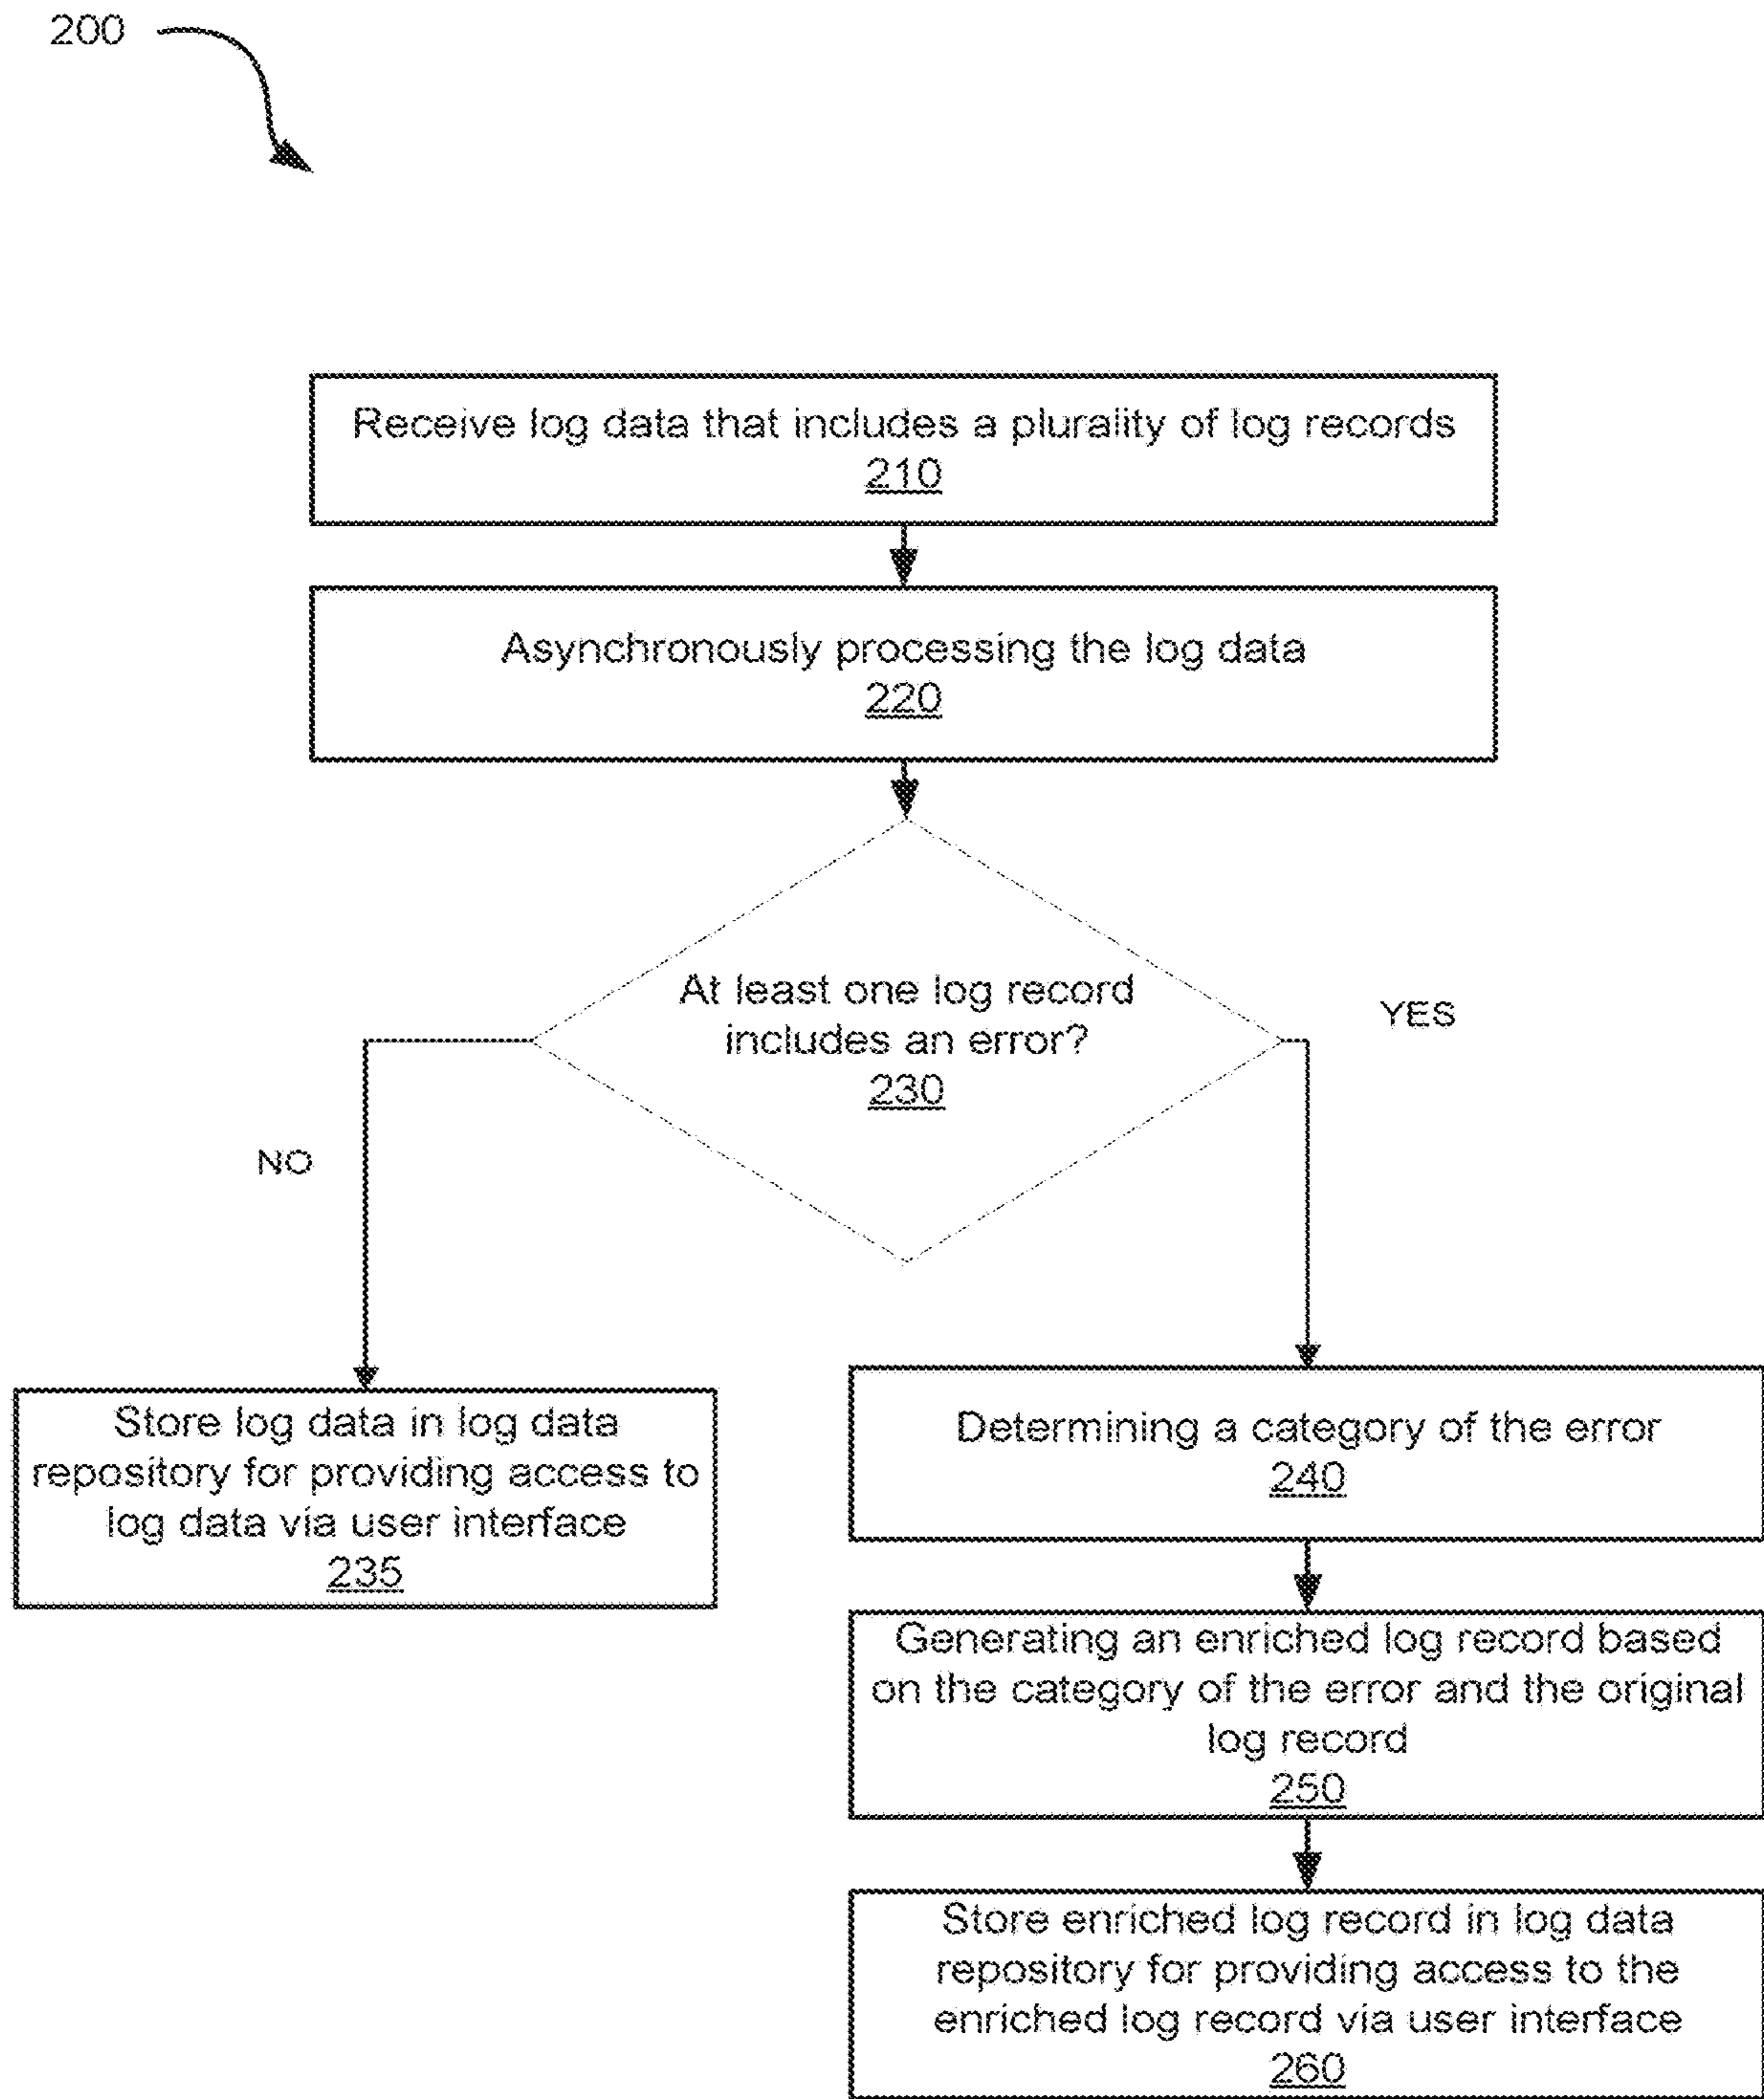 200
Receive log data that includes a plurality of log records
210
Asynchronously processing the log data
220
At least one log record
includes an error?
230
YES
NO
Store log data in log data
repository for providing access to
log data via user interface
235
Determining a category of the error
240
Generating an enriched log record based
on the category of the error and the original
log record
250
Store enriched log record in log data
repository for providing access to the
enriched log record via user interface
260